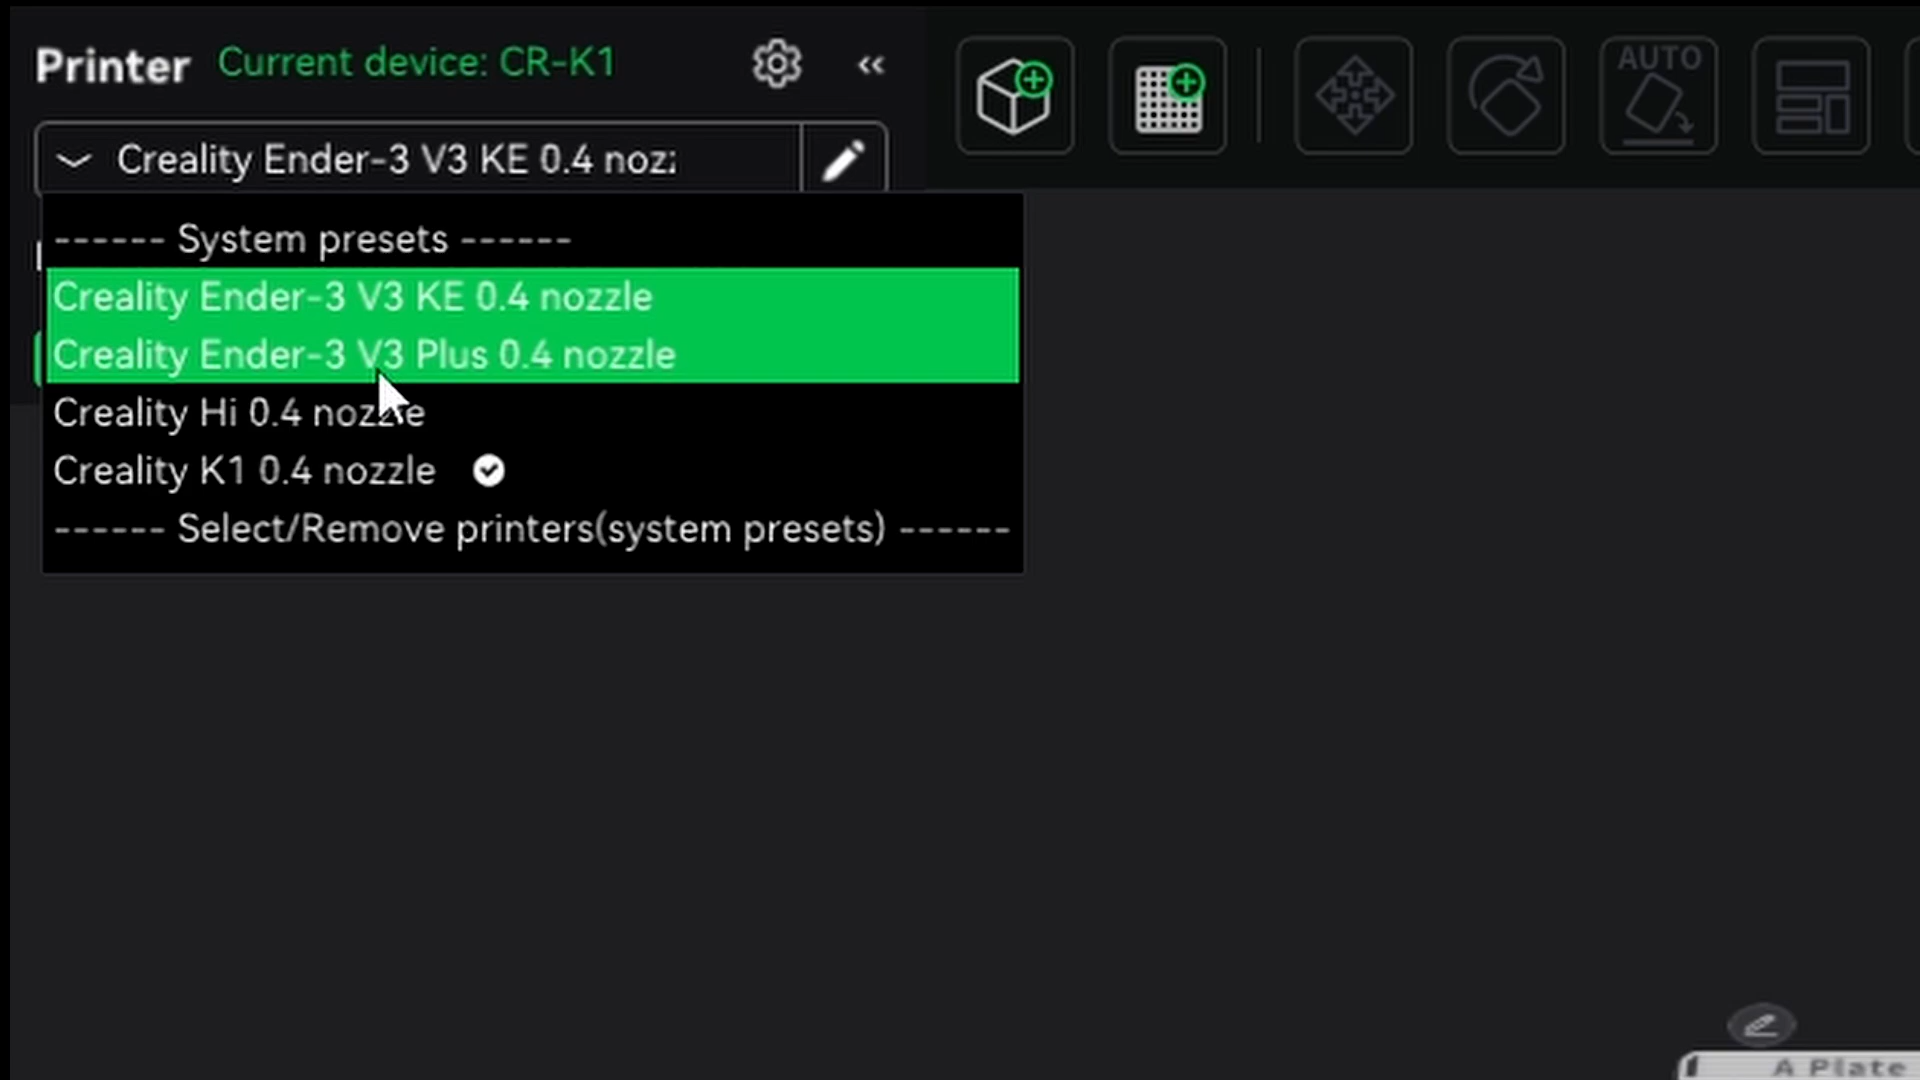 Printer Current device: CR-K1
AUTO
Creality Ender-3 V3 KE 0.4 noz
------ System presets ------
Creality Ender-3 V3 KE 0.4 nozzle
Creality Ender-3 V3 Plus 0.4 nozzle
Creality Hi 0.4 nozzle
Creality K1 0.4 nozzle
------ Select/Remove printers(system presets) ------
A Plate